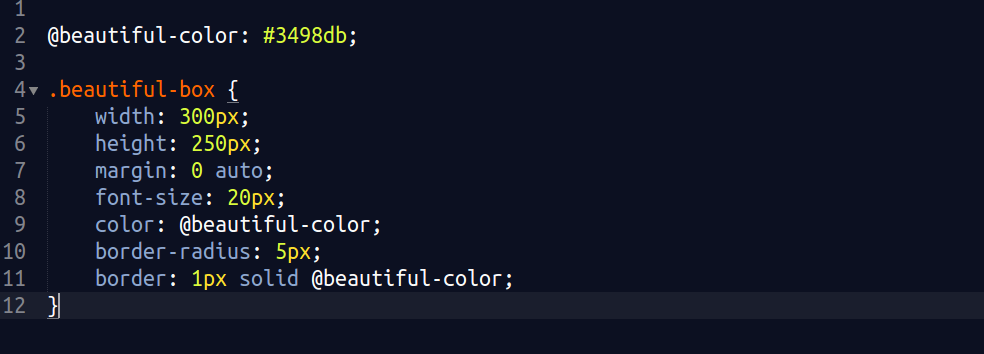 1
2 @beautiful-color: #3498db;
3
4 .beautiful-box {
5     width: 300px;
6     height: 250px;
7     margin: 0 auto;
8     font-size: 20px;
9     color: @beautiful-color;
10     border-radius: 5px;
11     border: 1px solid @beautiful-color;
12 }